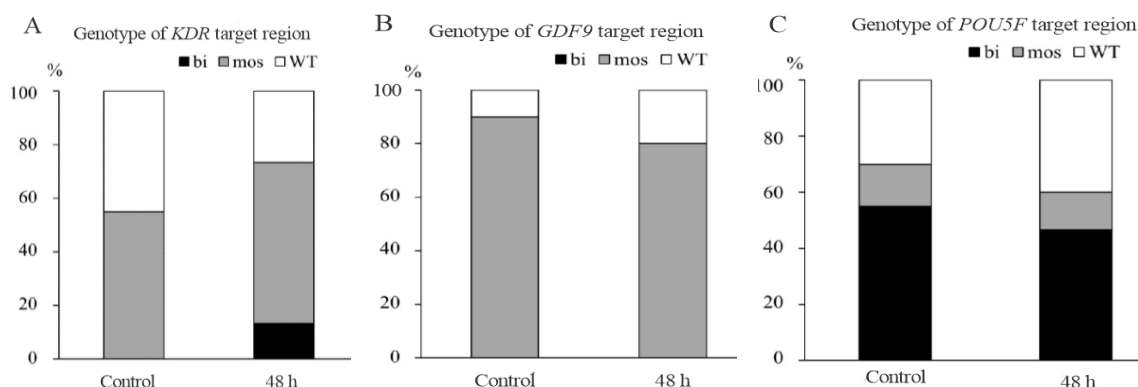 A
Genotype of KDR target region
bi mos WT
%
100
80
60
40
20
0
Control 48 h
B
Genotype of GDF9 target region
bi mos WT
%
100
80
60
40
20
0
Control 48 h
C
Genotype of POU5F target region
bi mos WT
%
100
80
60
40
20
0
Control 48 h